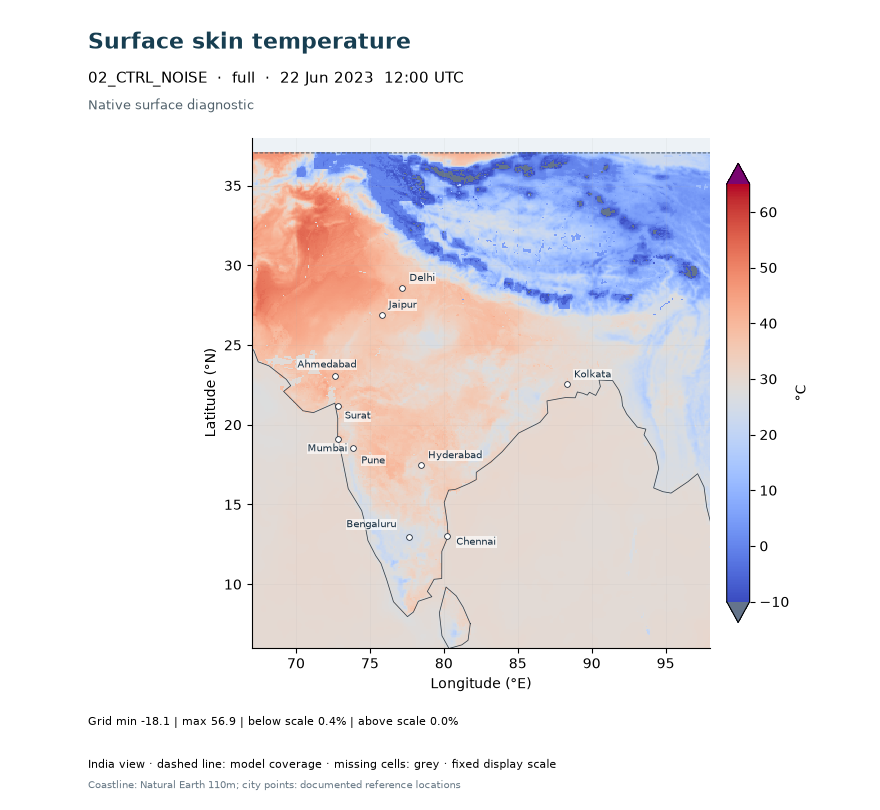 Surface skin temperature
02_CTRL_NOISE · full · 22 Jun 2023 12:00 UTC
Native surface diagnostic
35
30
25
20
15
10
Latitude (°N)
Delhi
Jaipur
Ahmedabad
Kolkata
Surat
Mumbai
Pune
Hyderabad
Bengaluru
Chennai
70
75
80
85
90
95
Longitude (°E)
60
50
40
30
20
10
0
−10
°C
Grid min -18.1 | max 56.9 | below scale 0.4% | above scale 0.0%
India view · dashed line: model coverage · missing cells: grey · fixed display scale
Coastline: Natural Earth 110m; city points: documented reference locations